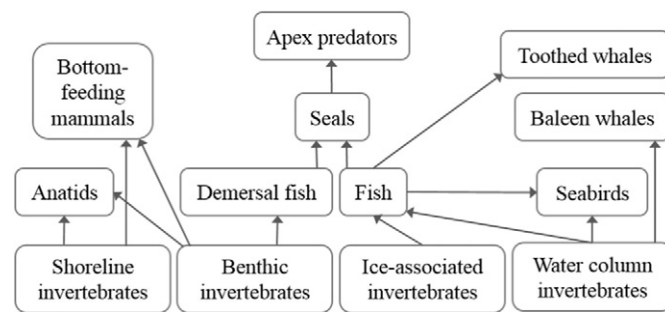 Apex predators
Toothed whales
Bottom-
feeding
mammals
Seals
Baleen whales
Anatids
Demersal fish
Fish
Seabirds
Shoreline
invertebrates
Benthic
invertebrates
Ice-associated
invertebrates
Water column
invertebrates